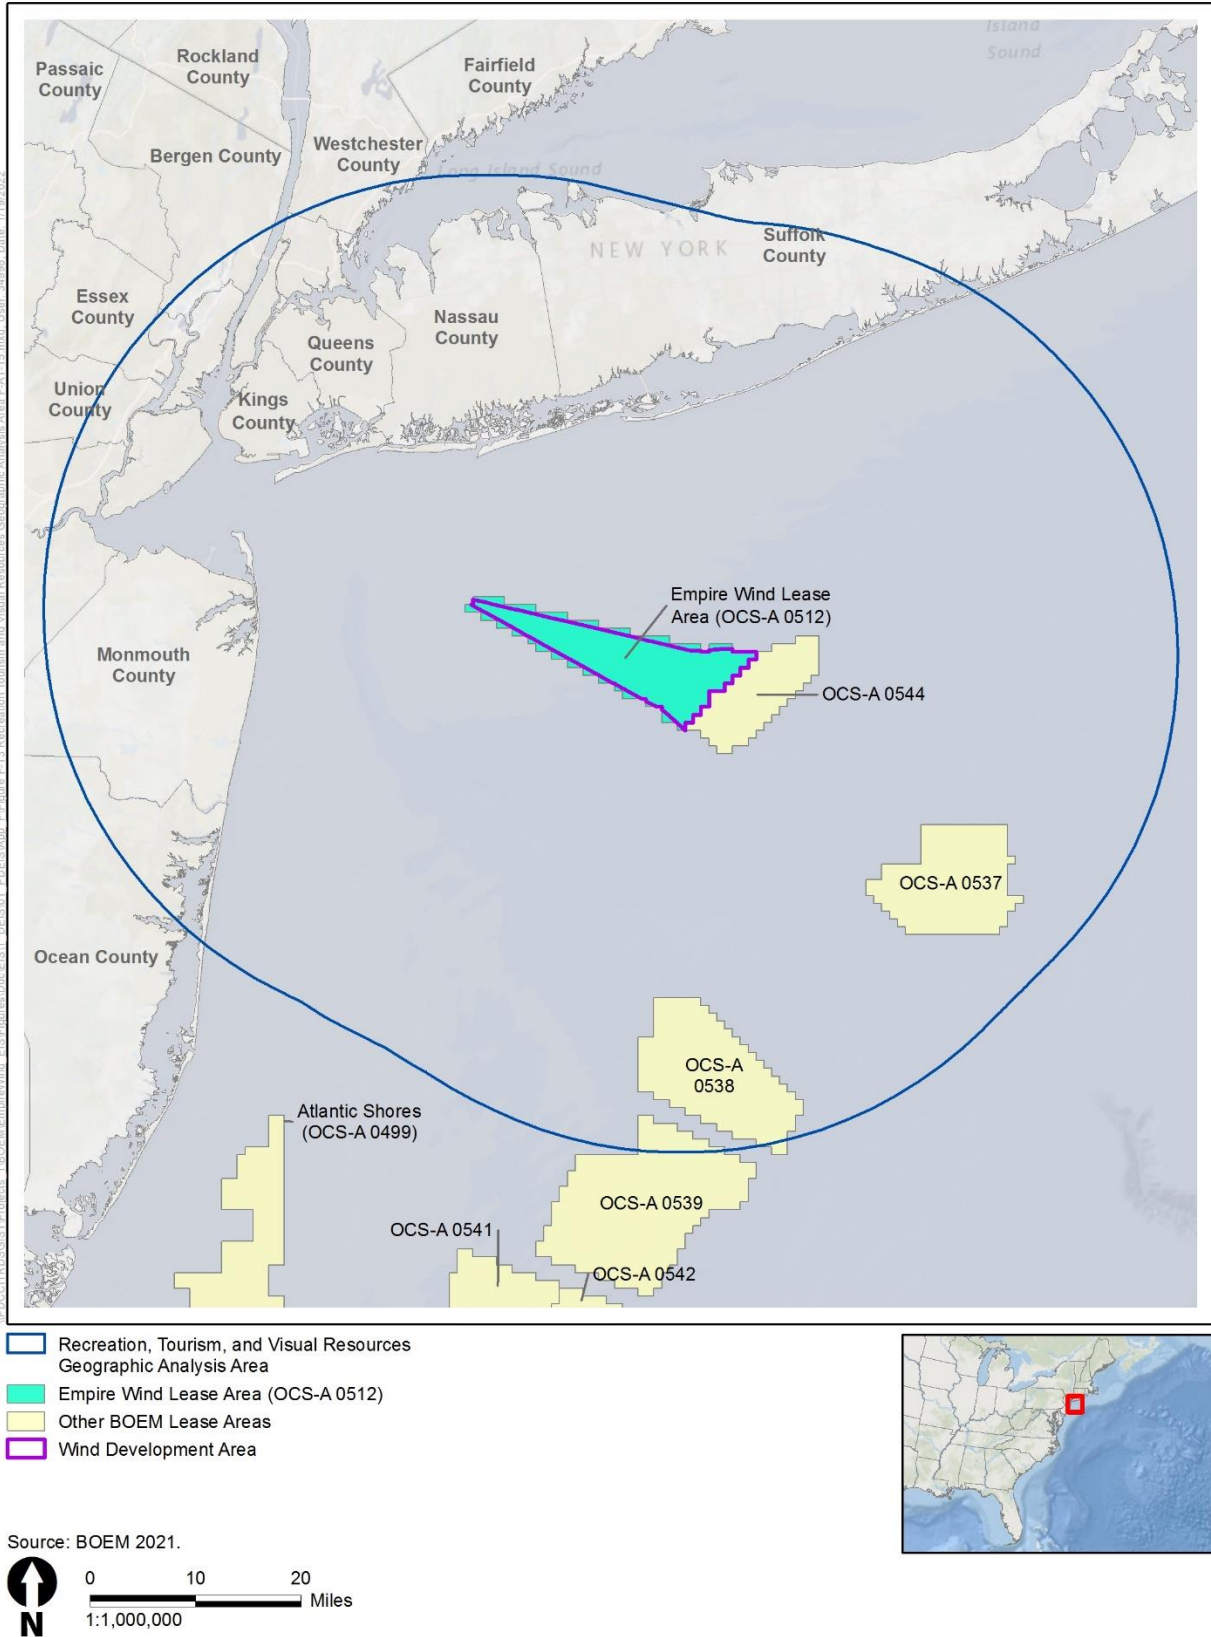 Island
Sound
Rockland
County
Passaic
County
Fairfield
County
Bergen County
Westchester
County
Long Island Sound
NEW YORK
Suffolk
County
Essex
County
Nassau
County
Queens
County
Union
County
Kings
County
Empire Wind Lease
Area (OCS-A 0512)
Monmouth
County
OCS-A 0544
OCS-A 0537
Ocean County
OCS-A
0538
Atlantic Shores
(OCS-A 0499)
OCS-A 0539
OCS-A 0541
OCS-A 0542
Recreation, Tourism, and Visual Resources
Geographic Analysis Area
Empire Wind Lease Area (OCS-A 0512)
Other BOEM Lease Areas
Wind Development Area
Source: BOEM 2021.
N
0 10 20
Miles
1:1,000,000